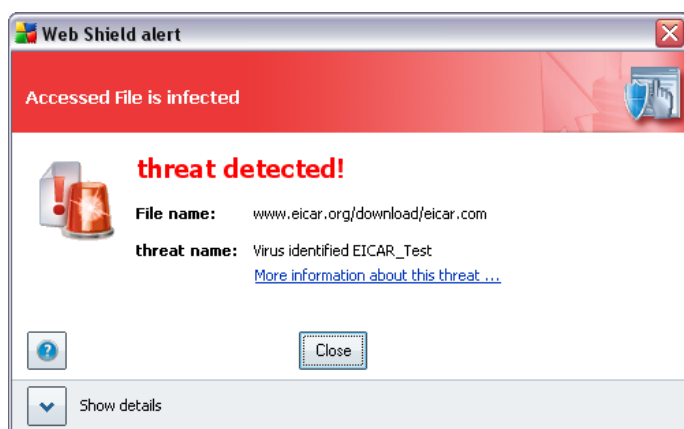 Web Shield alert
Accessed File is infected
threat detected!
File name: www.eicar.org/download/eicar.com
threat name: Virus identified EICAR_Test
More information about this threat ...
Close
Show details